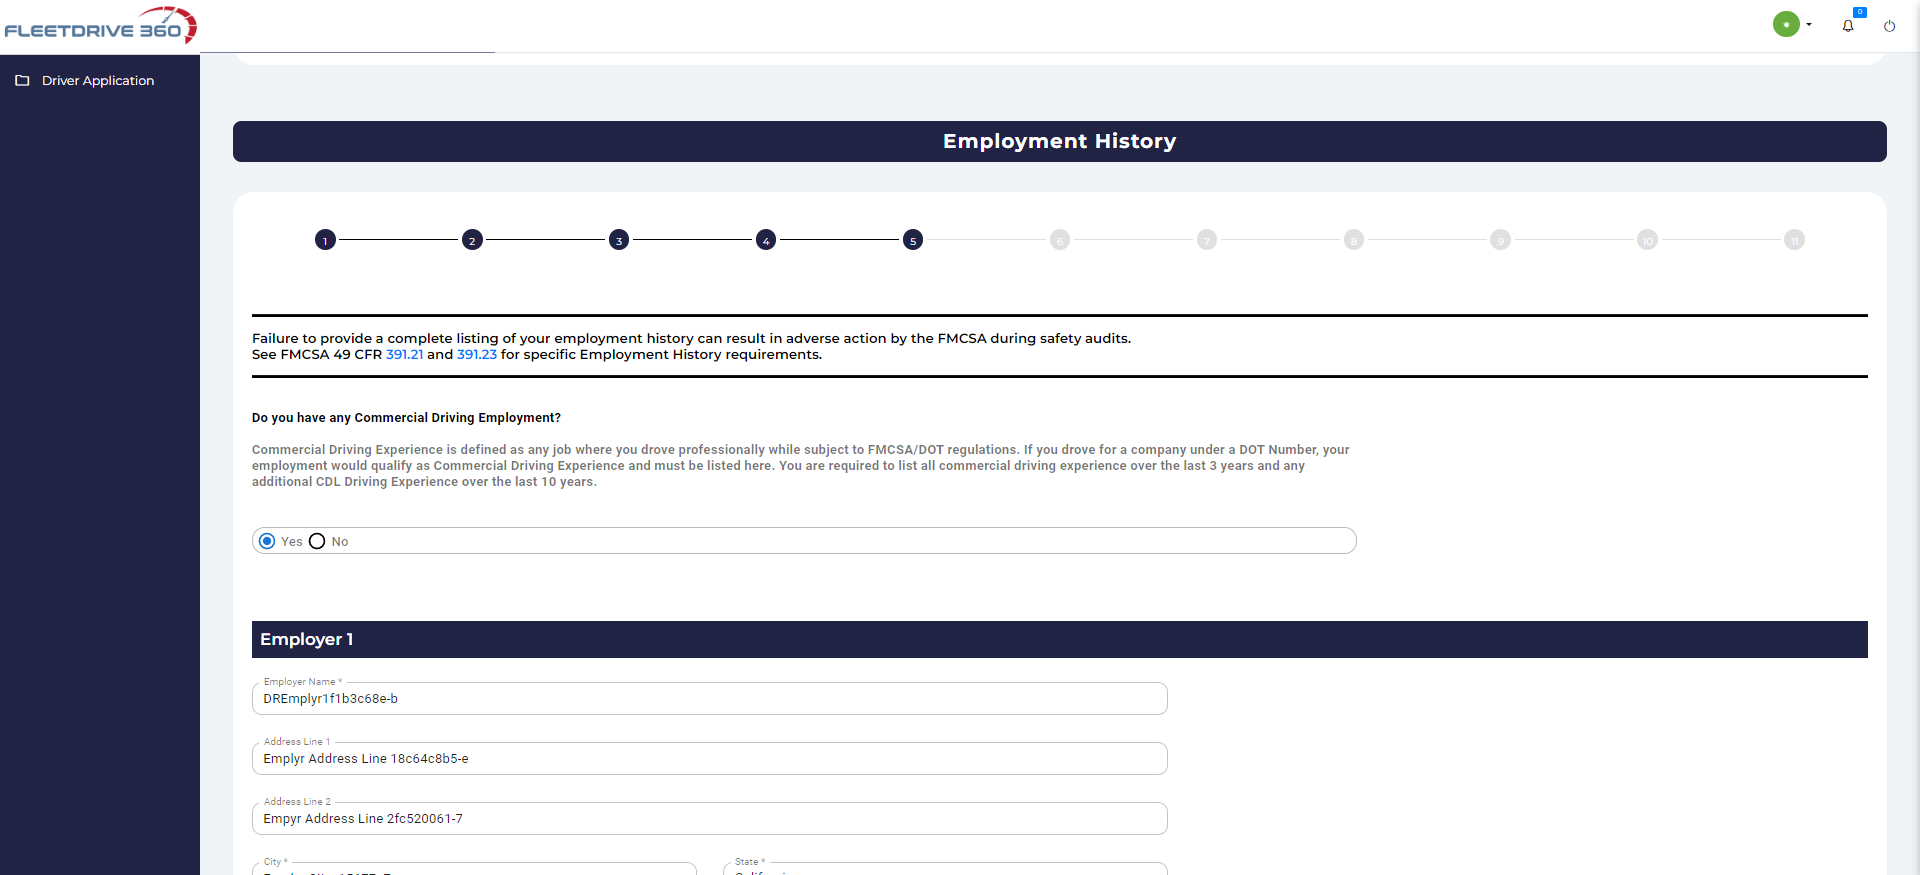 FLEETDRIVE 360
0
Driver Application
Employment History
1 2 3 4 5 6 7 8 9 10 11
Failure to provide a complete listing of your employment history can result in adverse action by the FMCSA during safety audits.
See FMCSA 49 CFR 391.21 and 391.23 for specific Employment History requirements.
Do you have any Commercial Driving Employment?
Commercial Driving Experience is defined as any job where you drove professionally while subject to FMCSA/DOT regulations. If you drove for a company under a DOT Number, your
employment would qualify as Commercial Driving Experience and must be listed here. You are required to list all commercial driving experience over the last 3 years and any
additional CDL Driving Experience over the last 10 years.
Yes No
Employer 1
Employer Name *
DREmplyr1f1b3c68e-b
Address Line 1
Emplyr Address Line 18c64c8b5-e
Address Line 2
Empyr Address Line 2fc520061-7
City * State *